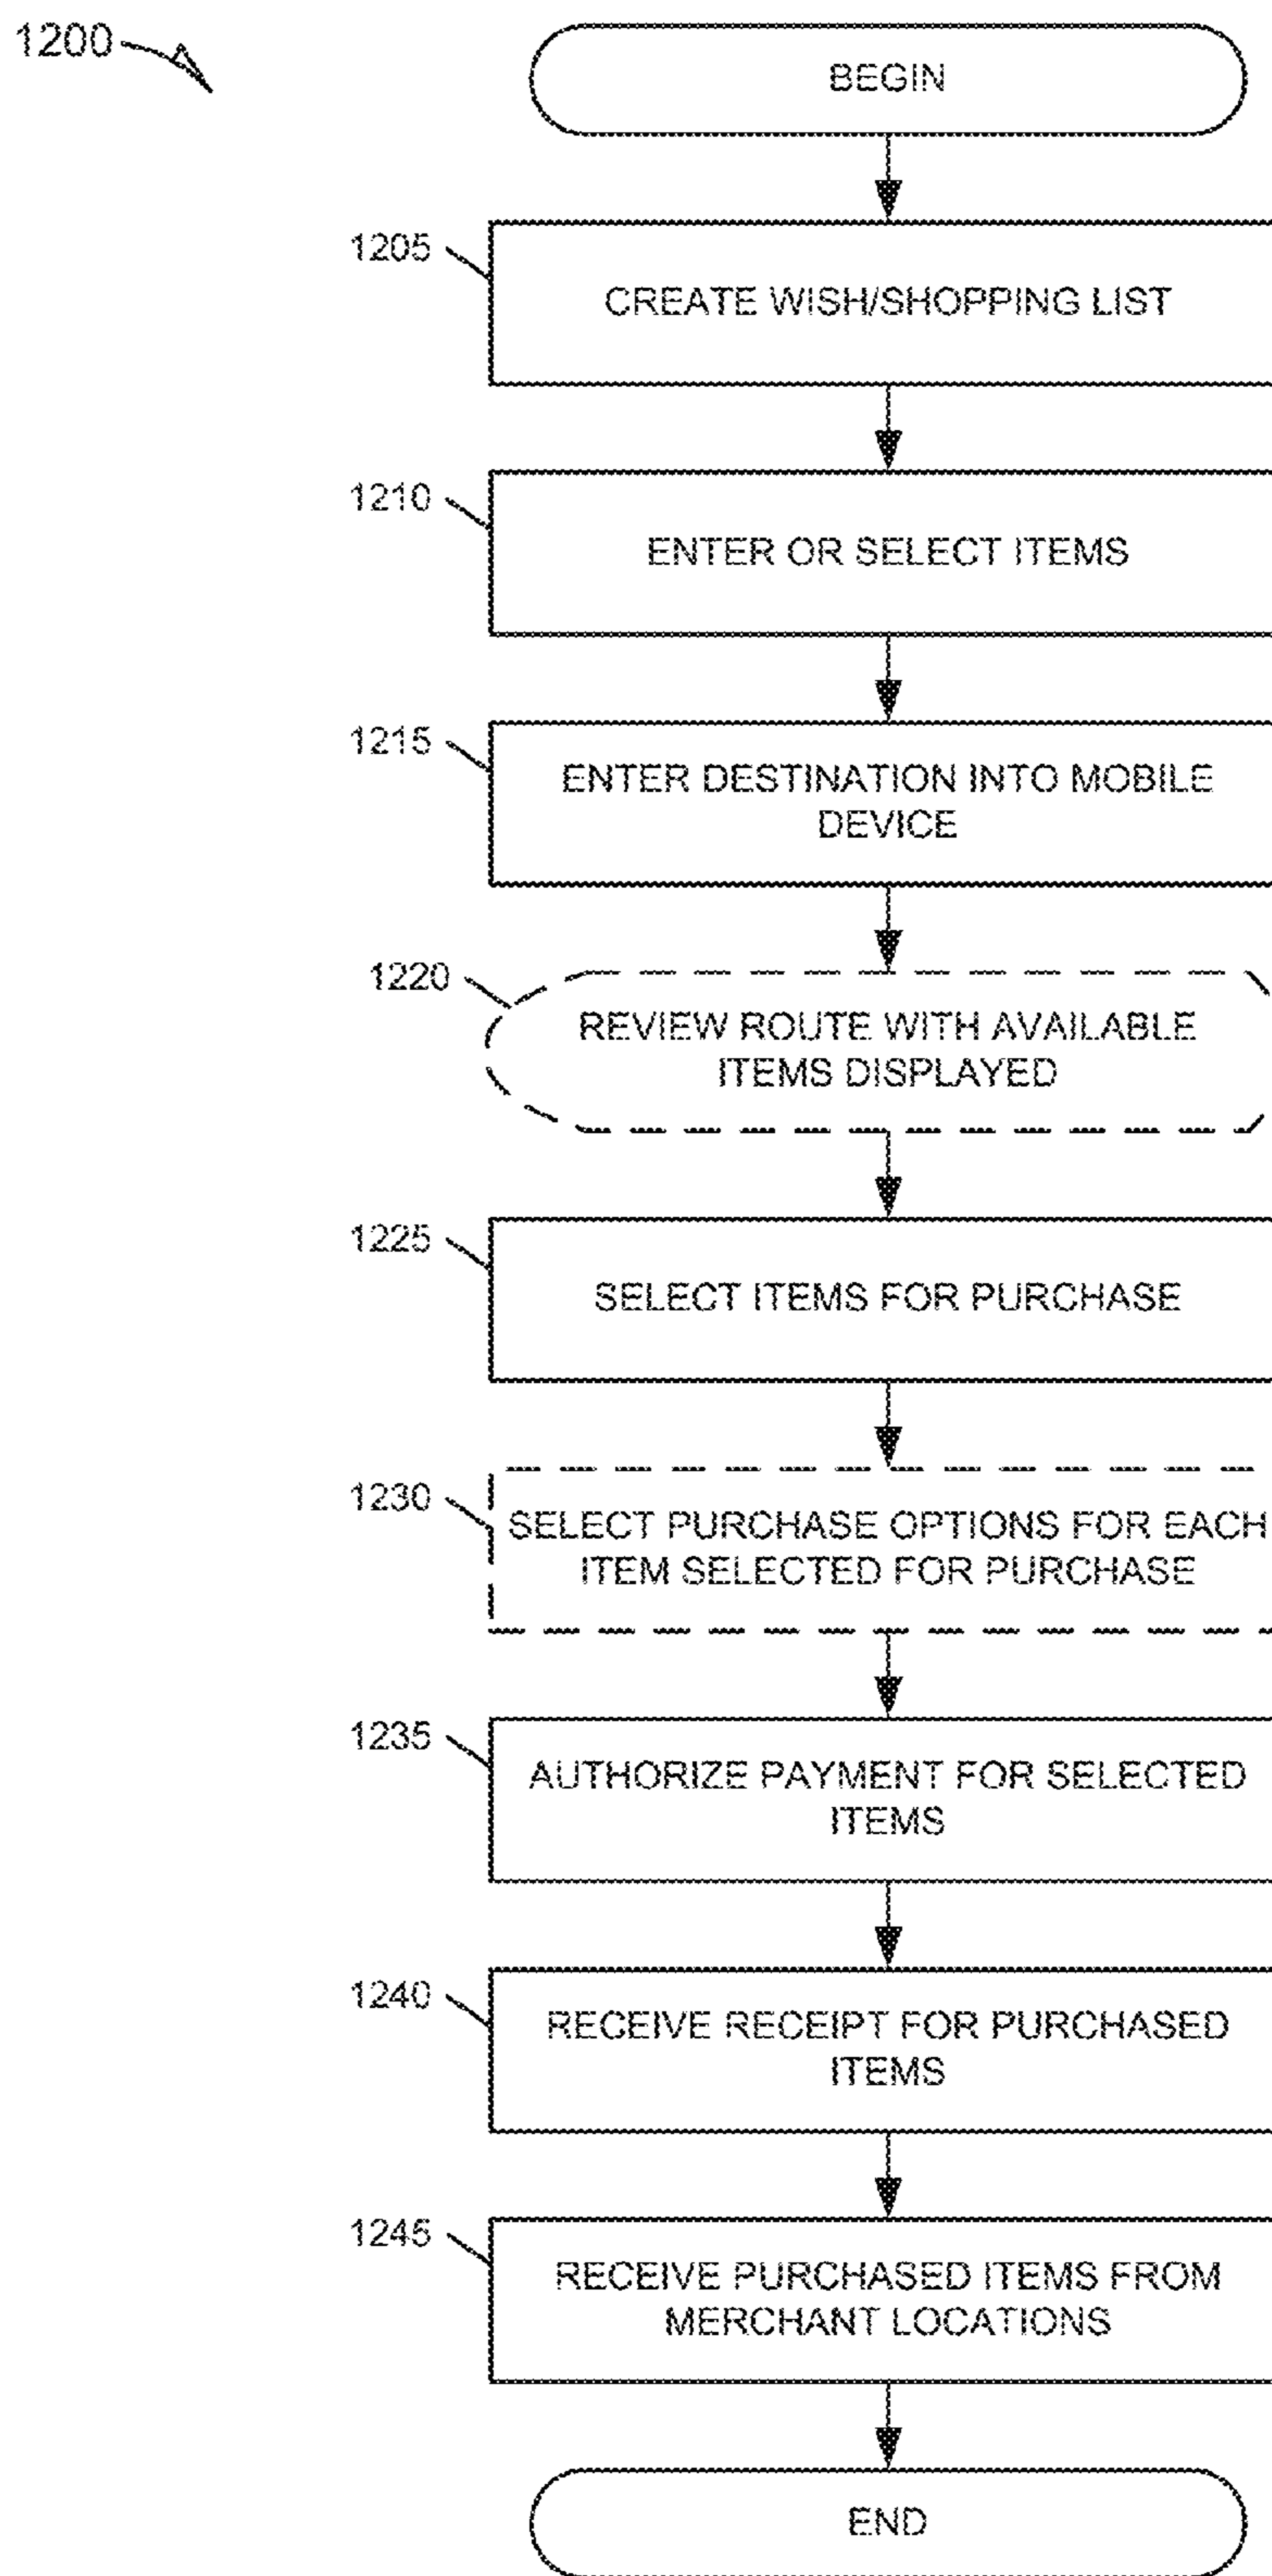 1200
BEGIN
1205
CREATE WISH/SHOPPING LIST
1210
ENTER OR SELECT ITEMS
1215
ENTER DESTINATION INTO MOBILE
DEVICE
1220
REVIEW ROUTE WITH AVAILABLE
ITEMS DISPLAYED
1225
SELECT ITEMS FOR PURCHASE
1230
SELECT PURCHASE OPTIONS FOR EACH
ITEM SELECTED FOR PURCHASE
1235
AUTHORIZE PAYMENT FOR SELECTED
ITEMS
1240
RECEIVE RECEIPT FOR PURCHASED
ITEMS
1245
RECEIVE PURCHASED ITEMS FROM
MERCHANT LOCATIONS
END